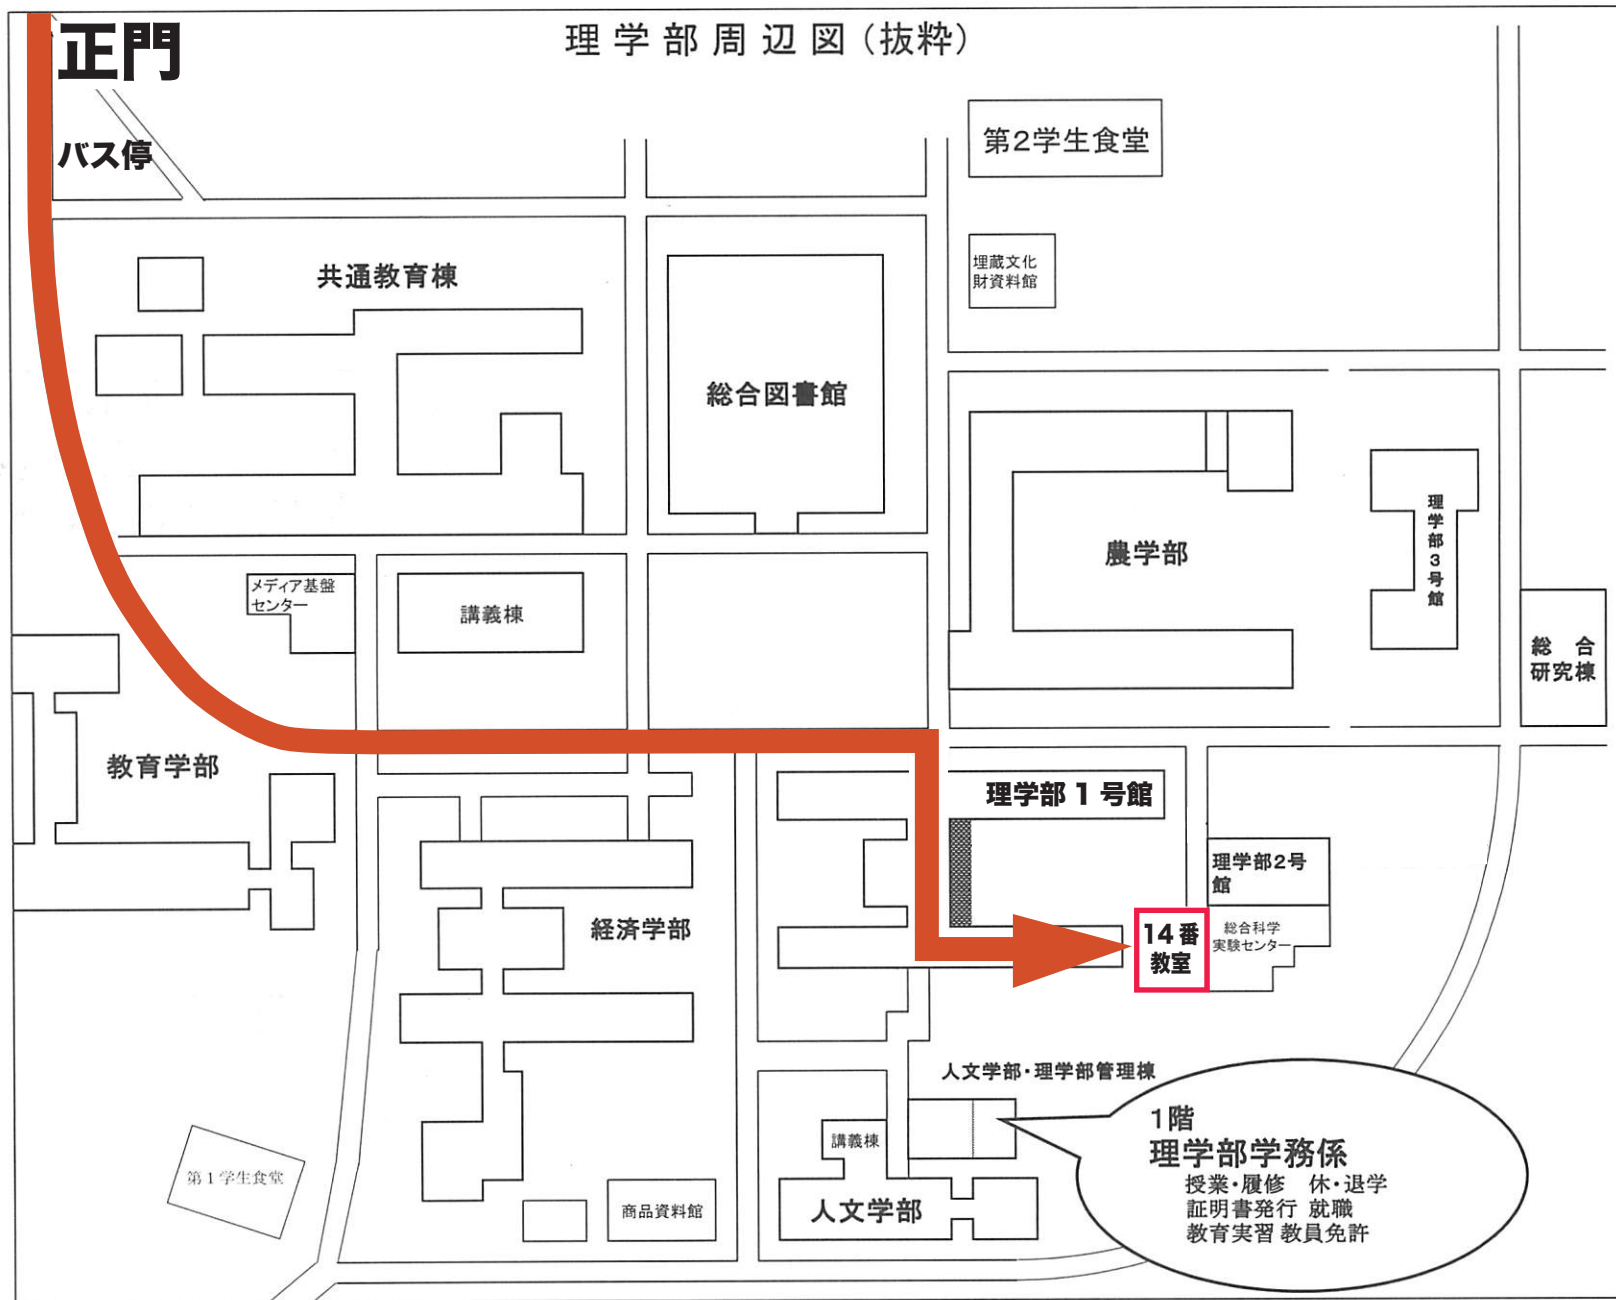 理学部周辺図（抜粋）
正門
バス停
第2学生食堂
埋蔵文化
財資料館
共通教育棟
総合図書館
農学部
理学部3号館
総合
研究棟
メディア基盤
センター
講義棟
教育学部
理学部1号館
理学部2号
館
経済学部
14番
教室
総合科学
実験センター
人文学部・理学部管理棟
1階
理学部学務係
授業・履修 休・退学
証明書発行 就職
教育実習 教員免許
講義棟
第1学生食堂
商品資料館
人文学部